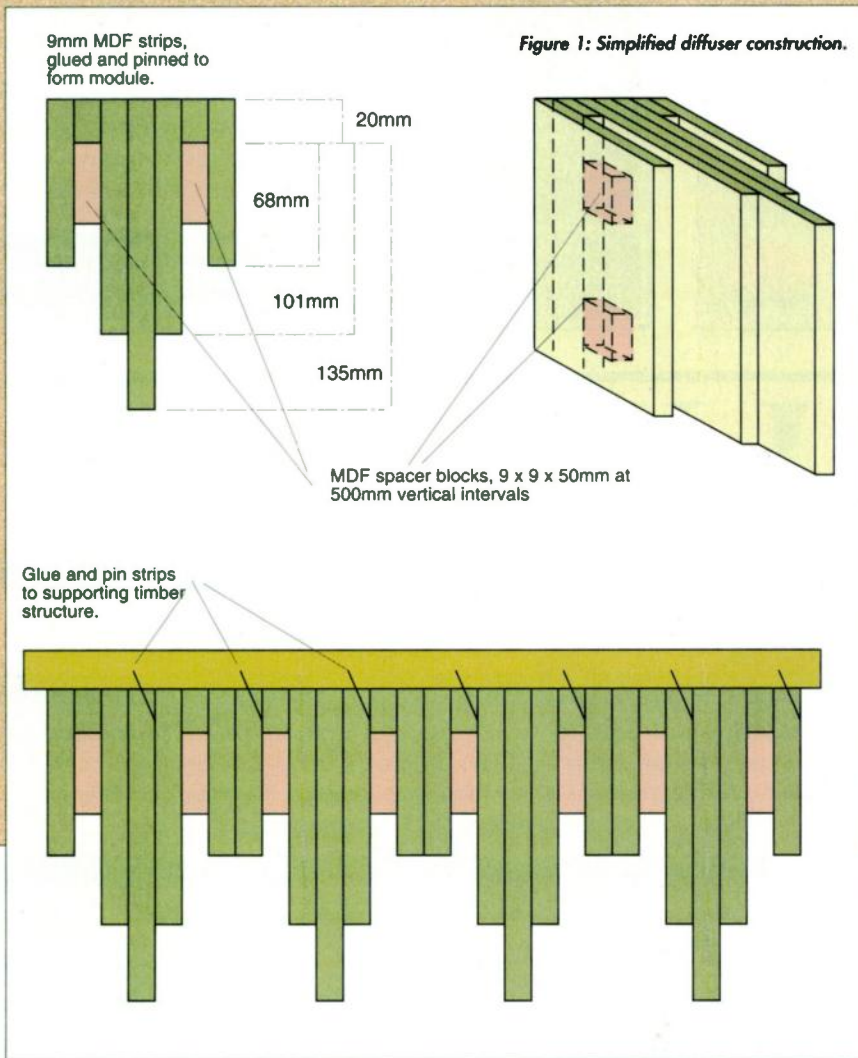 9mm MDF strips,
glued and pinned to
form module.
Figure 1: Simplified diffuser construction.
20mm
68mm
101mm
135mm
MDF spacer blocks, 9 x 9 x 50mm at
500mm vertical intervals
Glue and pin strips
to supporting timber
structure.